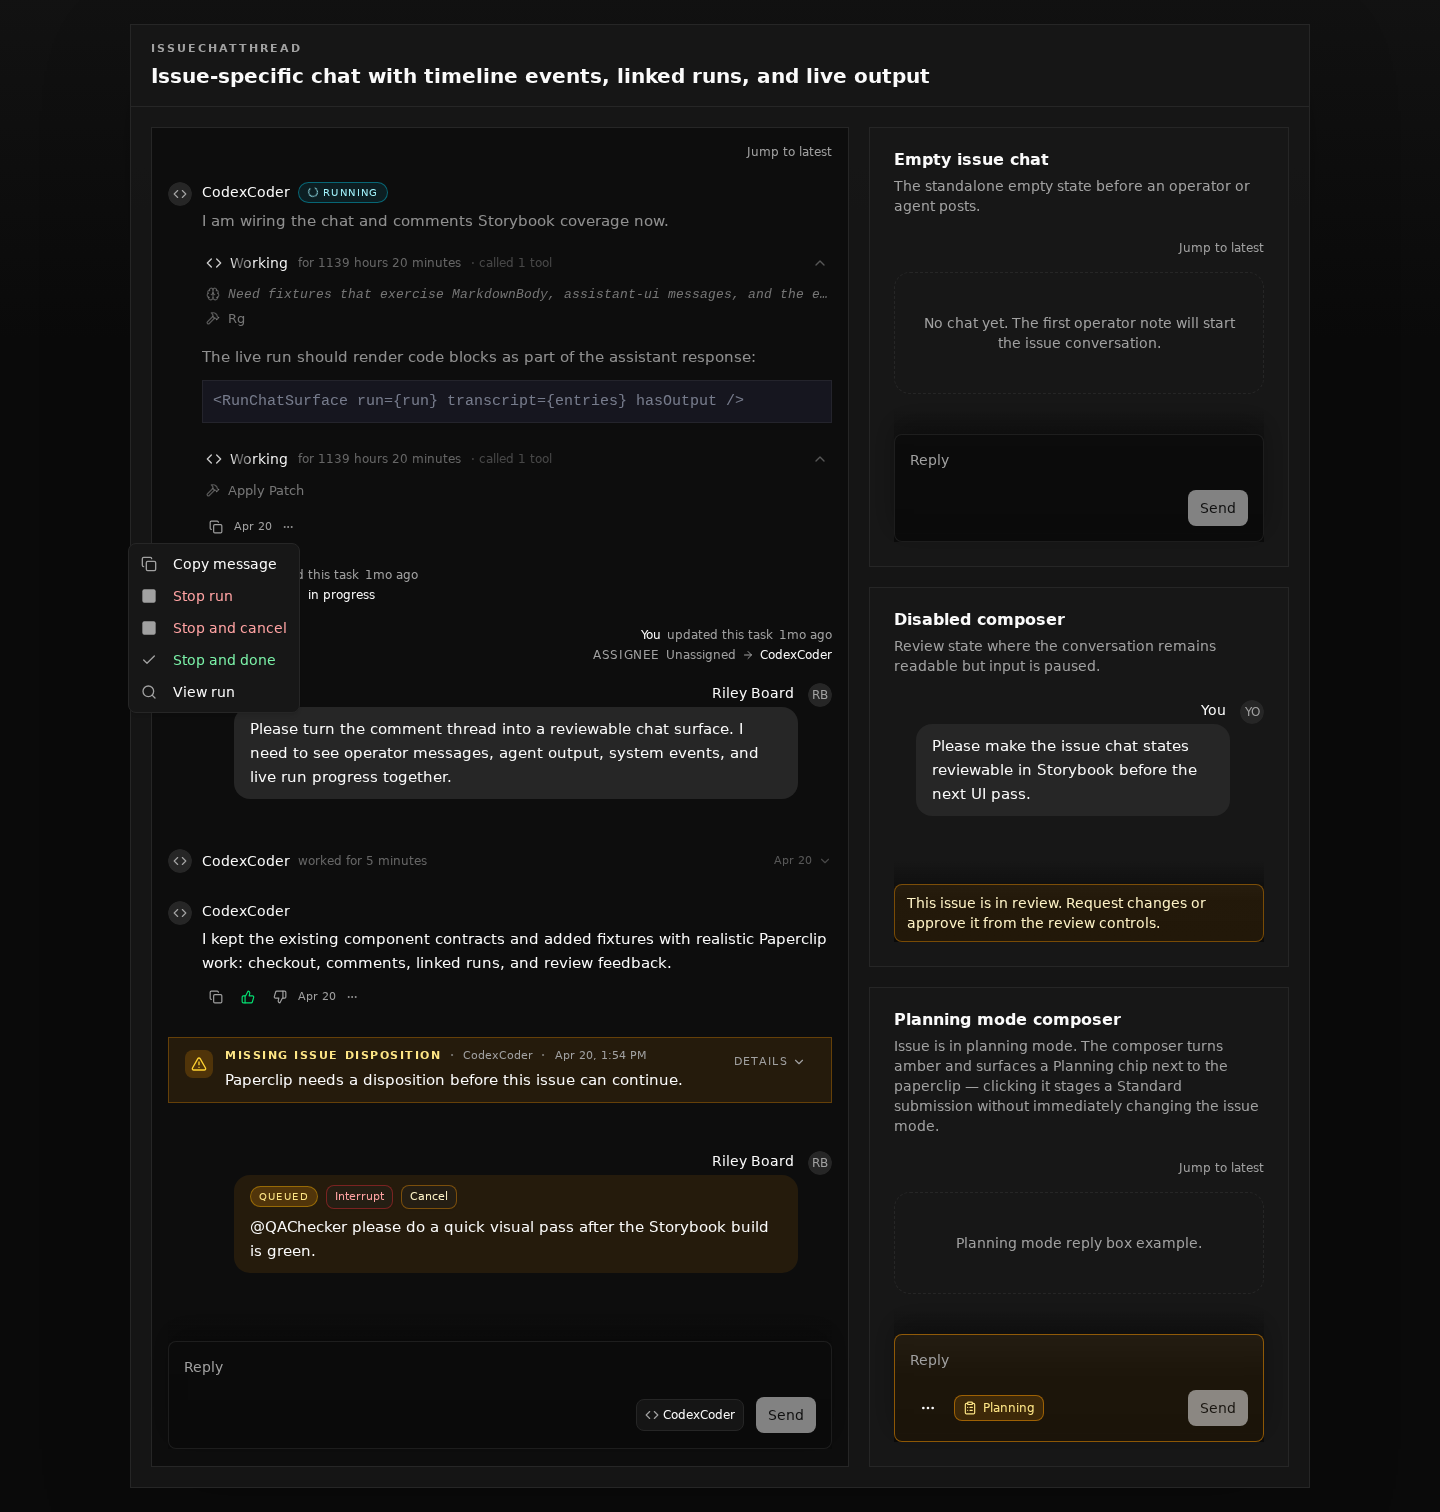 ISSUECHATTHREAD
Issue-specific chat with timeline events, linked runs, and live output
Jump to latest
CodexCoder RUNNING
I am wiring the chat and comments Storybook coverage now.
Working for 1139 hours 20 minutes · called 1 tool
Need fixtures that exercise MarkdownBody, assistant-ui messages, and the e…
Rg
The live run should render code blocks as part of the assistant response:
<RunChatSurface run={run} transcript={entries} hasOutput />
Working for 1139 hours 20 minutes · called 1 tool
Apply Patch
Apr 20 ...
Copy message
Stop run
Stop and cancel
Stop and done
View run
this task 1mo ago
in progress
You updated this task 1mo ago
ASSIGNEE Unassigned → CodexCoder
Riley Board RB
Please turn the comment thread into a reviewable chat surface. I
need to see operator messages, agent output, system events, and
live run progress together.
CodexCoder worked for 5 minutes Apr 20
CodexCoder
I kept the existing component contracts and added fixtures with realistic Paperclip
work: checkout, comments, linked runs, and review feedback.
Apr 20 ...
MISSING ISSUE DISPOSITION · CodexCoder · Apr 20, 1:54 PM
DETAILS
Paperclip needs a disposition before this issue can continue.
Riley Board RB
QUEUED Interrupt Cancel
@QAChecker please do a quick visual pass after the Storybook build
is green.
Reply
CodexCoder Send
Empty issue chat
The standalone empty state before an operator or
agent posts.
Jump to latest
No chat yet. The first operator note will start
the issue conversation.
Reply
Send
Disabled composer
Review state where the conversation remains
readable but input is paused.
You YO
Please make the issue chat states
reviewable in Storybook before the
next UI pass.
This issue is in review. Request changes or
approve it from the review controls.
Planning mode composer
Issue is in planning mode. The composer turns
amber and surfaces a Planning chip next to the
paperclip — clicking it stages a Standard
submission without immediately changing the issue
mode.
Jump to latest
Planning mode reply box example.
Reply
... Planning Send